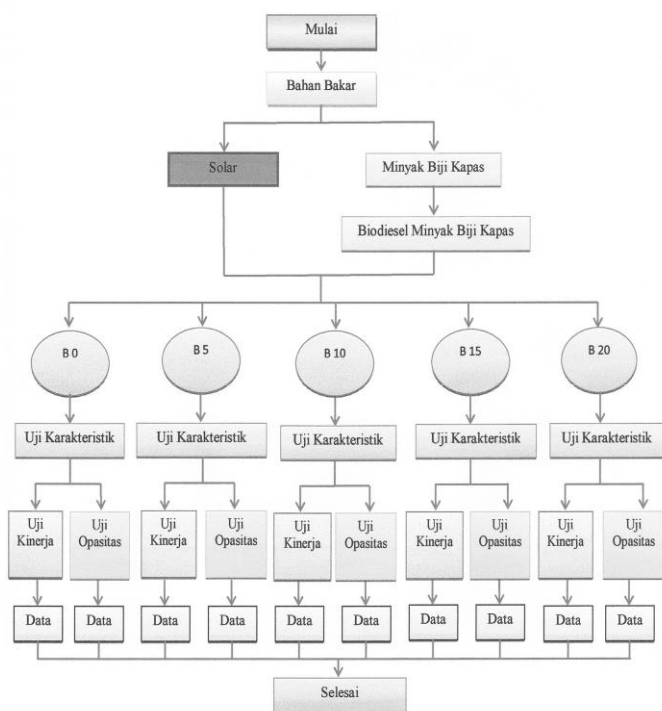 Mulai
Bahan Bakar
Solar
Minyak Biji Kapas
Biodiesel Minyak Biji Kapas
B 0
B 5
B 10
B 15
B 20
Uji Karakteristik
Uji Karakteristik
Uji Karakteristik
Uji Karakteristik
Uji Karakteristik
Uji
Kinerja
Uji
Opasitas
Uji
Kinerja
Uji
Opasitas
Uji
Kinerja
Uji
Opasitas
Uji
Kinerja
Uji
Opasitas
Uji
Kinerja
Uji
Opasitas
Data
Data
Data
Data
Data
Data
Data
Data
Data
Data
Selesai